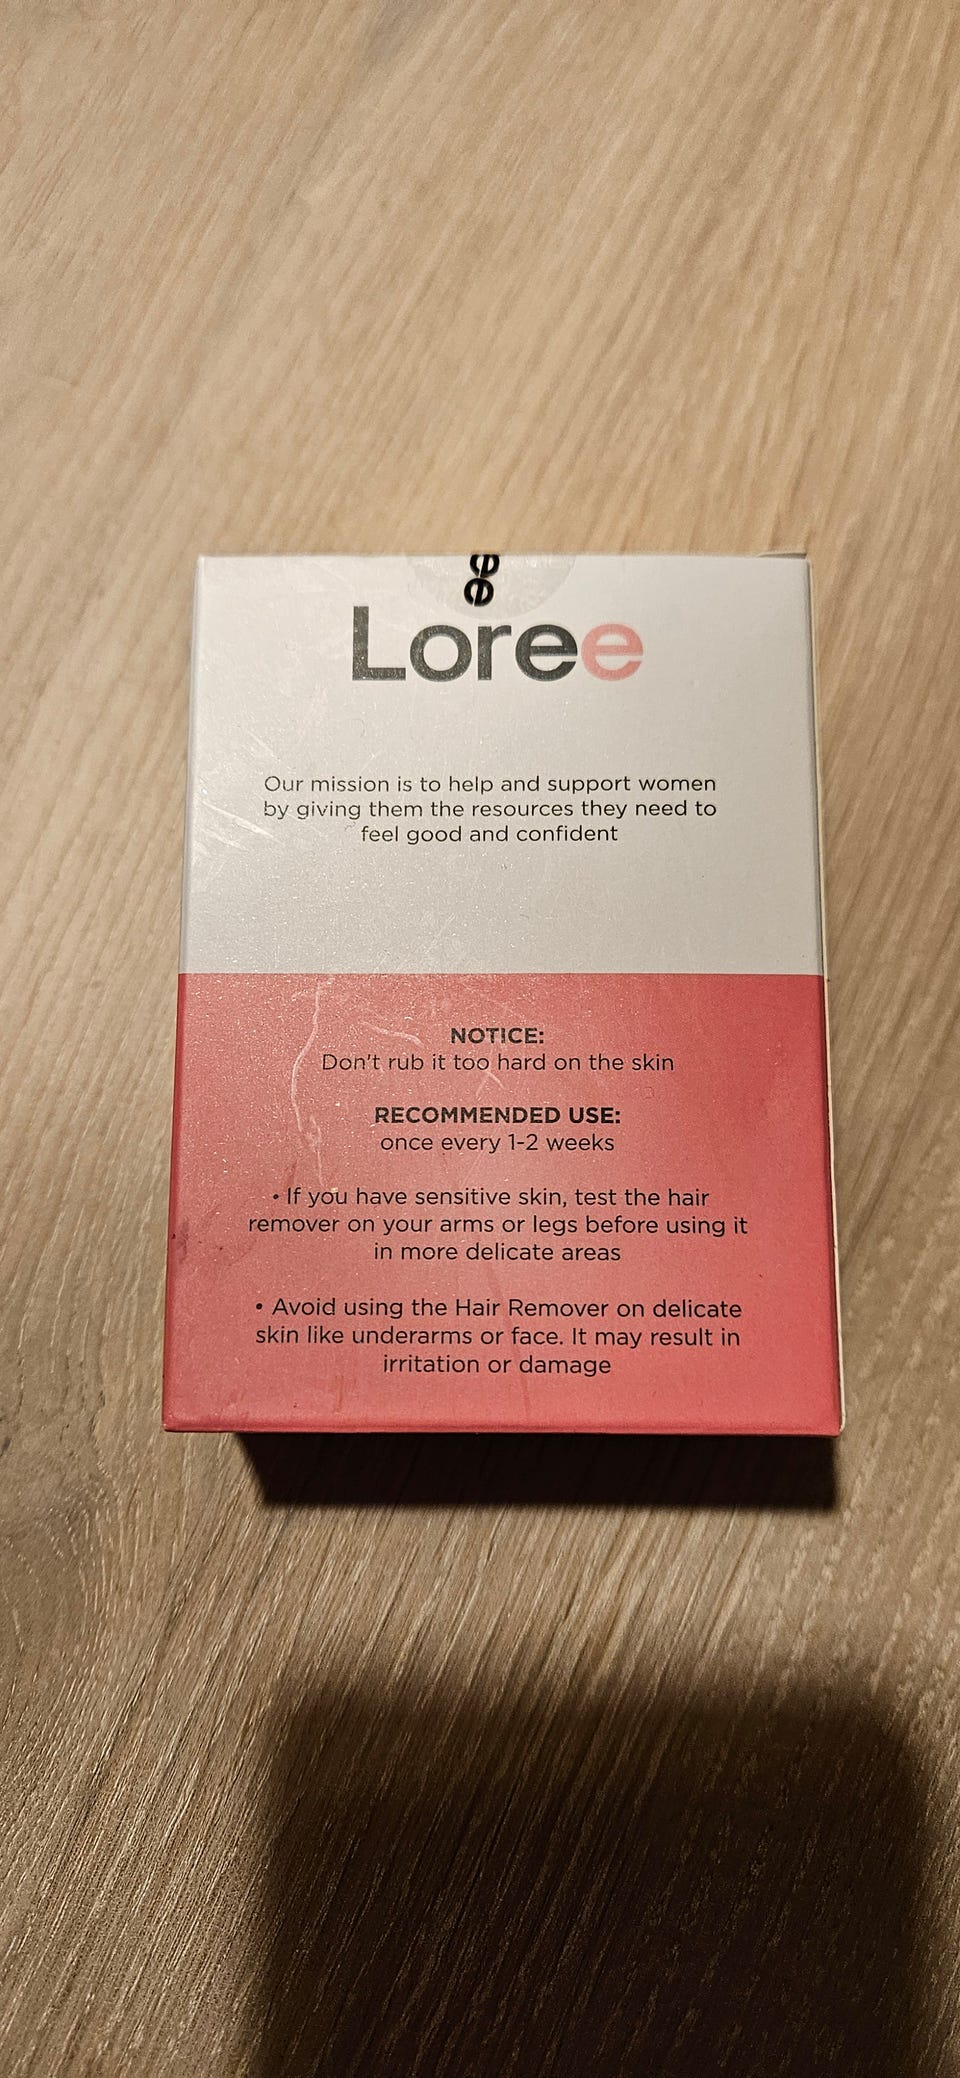 Loree
Our mission is to help and support women
by giving them the resources they need to
feel good and confident
NOTICE:
Don't rub it too hard on the skin
RECOMMENDED USE:
once every 1-2 weeks
• If you have sensitive skin, test the hair
remover on your arms or legs before using it
in more delicate areas
• Avoid using the Hair Remover on delicate
skin like underarms or face. It may result in
irritation or damage